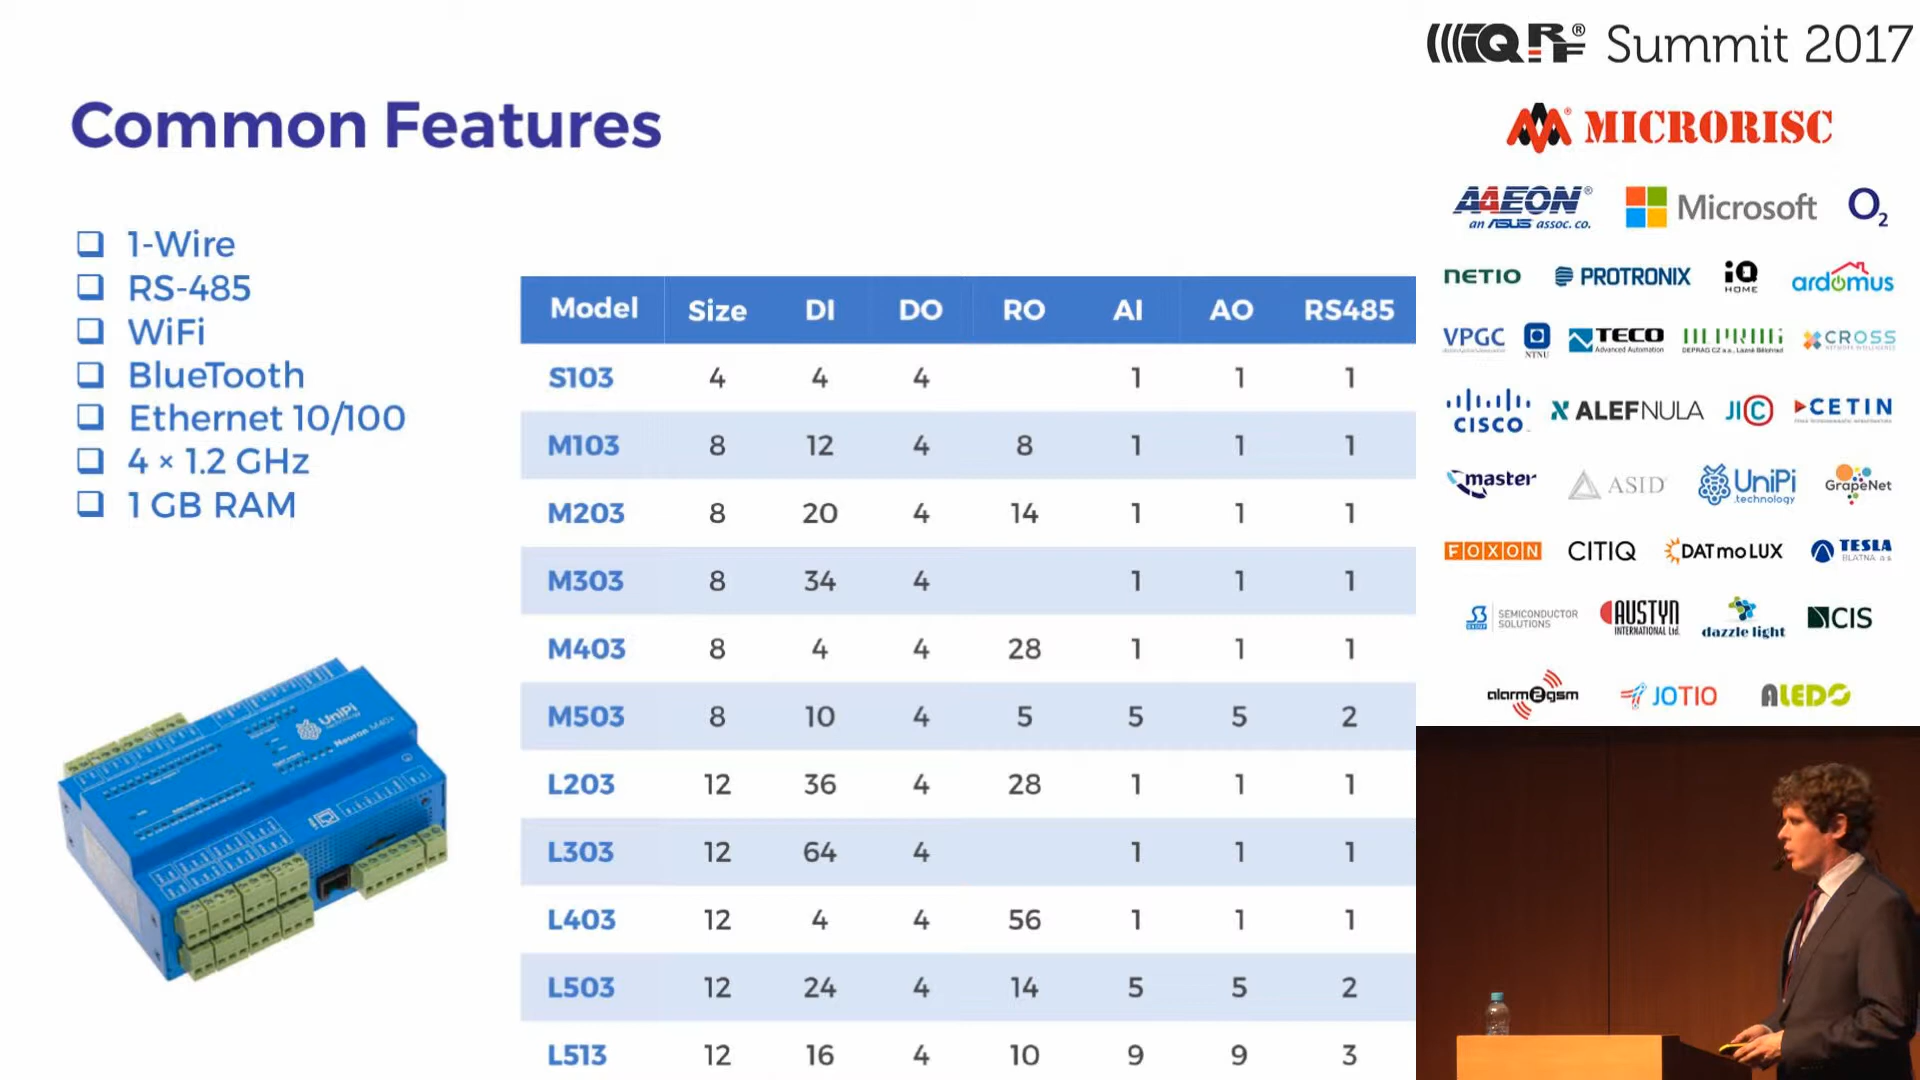 Common Features
1-Wire
RS-485
WiFi
BlueTooth
Ethernet 10/100
4 × 1.2 GHz
1 GB RAM
Model Size DI DO RO AI AO RS485
S103 4 4 4 1 1 1
M103 8 12 4 8 1 1 1
M203 8 20 4 14 1 1 1
M303 8 34 4 1 1 1
M403 8 4 4 28 1 1 1
M503 8 10 4 5 5 5 2
L203 12 36 4 28 1 1 1
L303 12 64 4 1 1 1
L403 12 4 4 56 1 1 1
L503 12 24 4 14 5 5 2
L513 12 16 4 10 9 9 3
UniPi
Neuron
IQRF® Summit 2017
MICRORISC
AAEON®
an ASUS assoc. co.
Microsoft
O2
NETIO
PROTRONIX
iQ HOME
ardomus
VPGC
NTNU
TECO
Advanced Automation
DEPRAG CZ a.s., Lázně Bělohrad
CROSS
CISCO
ALEFNULA
JIC
CETIN
master
ASID
UniPi
.technology
GrapeNet
FOXON
CITIQ
DATmoLUX
TESLA
BLATNÁ a.s.
S3
SEMICONDUCTOR
SOLUTIONS
AUSTYN
INTERNATIONAL Ltd.
dazzle light
CIS
alarm2gsm
JOTIO
ALEDO